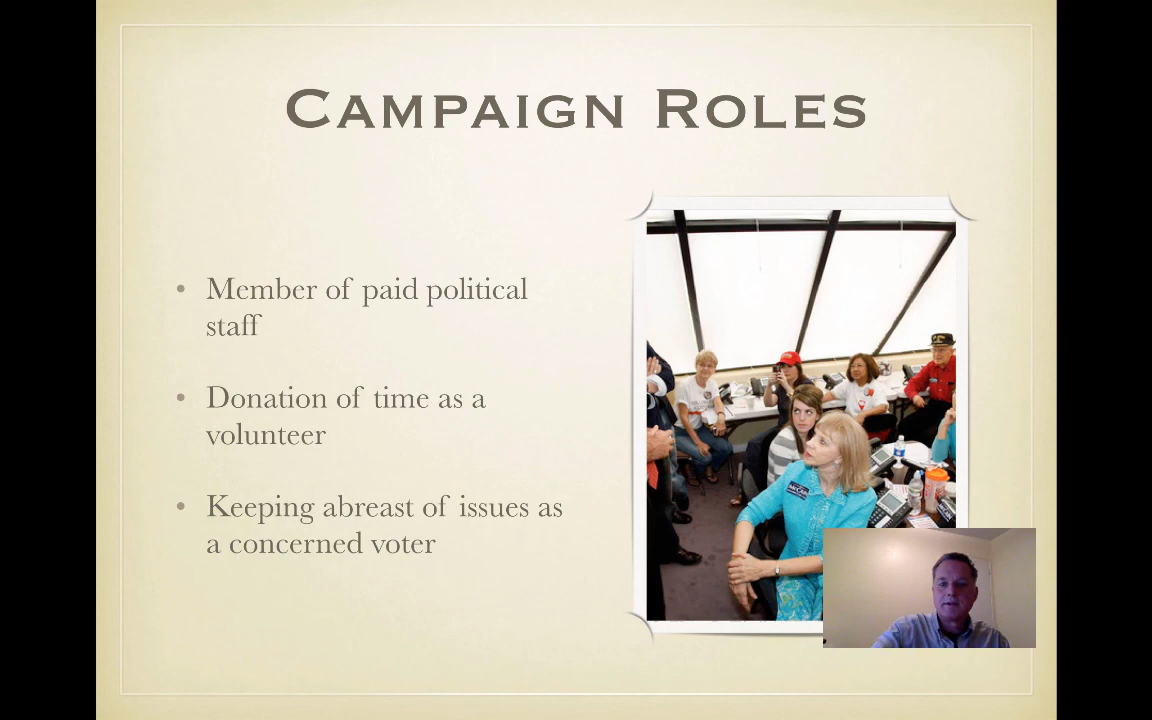 Campaign Roles
• Member of paid political
staff
• Donation of time as a
volunteer
• Keeping abreast of issues as
a concerned voter